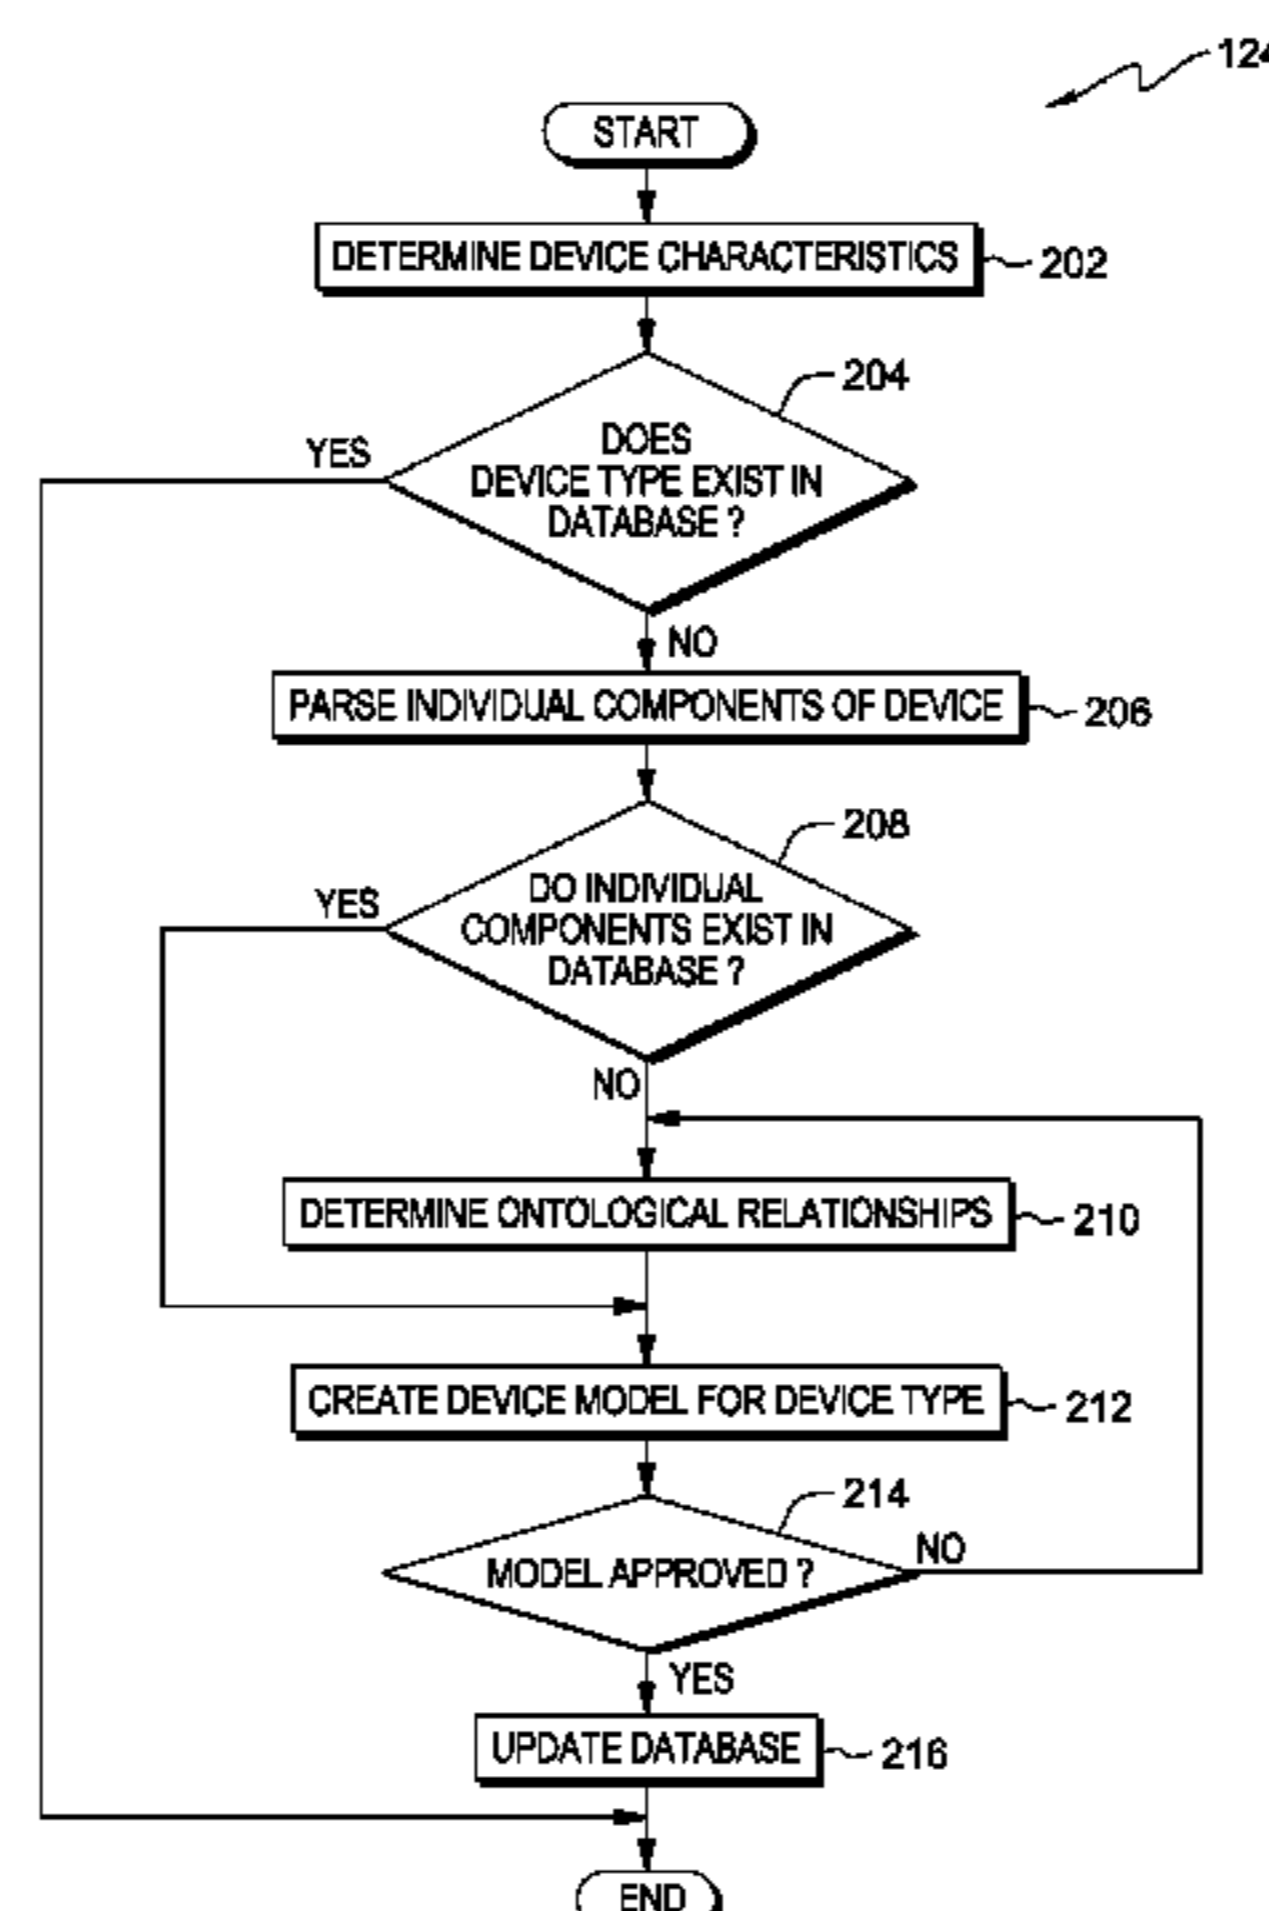 124
START
DETERMINE DEVICE CHARACTERISTICS
202
204
YES
DOES
DEVICE TYPE EXIST IN
DATABASE ?
NO
PARSE INDIVIDUAL COMPONENTS OF DEVICE
206
208
YES
DO INDIVIDUAL
COMPONENTS EXIST IN
DATABASE ?
NO
DETERMINE ONTOLOGICAL RELATIONSHIPS
210
CREATE DEVICE MODEL FOR DEVICE TYPE
212
214
MODEL APPROVED ?
NO
YES
UPDATE DATABASE
216
END